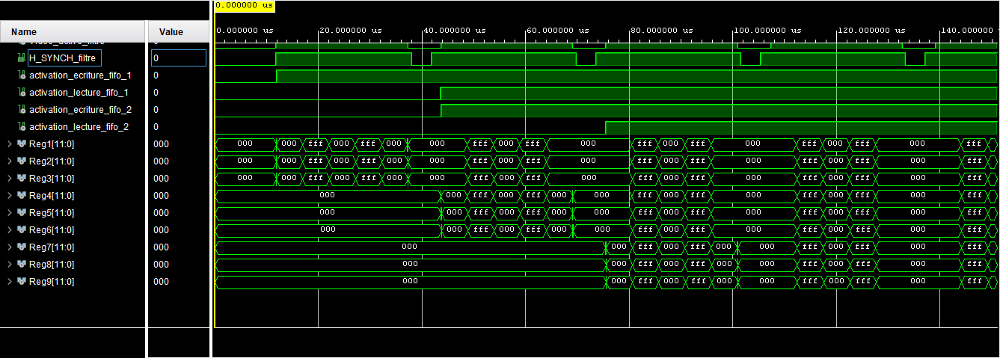 0.000000 us
Name Value 0.000000 us 20.000000 us 40.000000 us 60.000000 us 80.000000 us 100.000000 us 120.000000 us 140.000000
H_SYNCH_filtre 0
activation_ecriture_fifo_1 0
activation_lecture_fifo_1 0
activation_ecriture_fifo_2 0
activation_lecture_fifo_2 0
Reg1[11:0] 000 000 000 fff 000 fff 000 000 fff 000 fff 000 fff 000 fff 000 fff 000 fff 000 fff
Reg2[11:0] 000 000 000 fff 000 fff 000 000 fff 000 fff 000 fff 000 fff 000 fff 000 fff 000 fff
Reg3[11:0] 000 000 000 fff 000 fff 000 000 fff 000 fff 000 fff 000 fff 000 fff 000 fff 000 fff
Reg4[11:0] 000 000 000 fff 000 fff 000 000 fff 000 fff 000 fff 000 fff 000 fff
Reg5[11:0] 000 000 000 fff 000 fff 000 000 fff 000 fff 000 fff 000 fff 000 fff
Reg6[11:0] 000 000 000 fff 000 fff 000 000 fff 000 fff 000 fff 000 fff 000 fff
Reg7[11:0] 000 000 000 fff 000 fff 000 000 fff 000 fff 000 fff
Reg8[11:0] 000 000 000 fff 000 fff 000 000 fff 000 fff 000 fff
Reg9[11:0] 000 000 000 fff 000 fff 000 000 fff 000 fff 000 fff